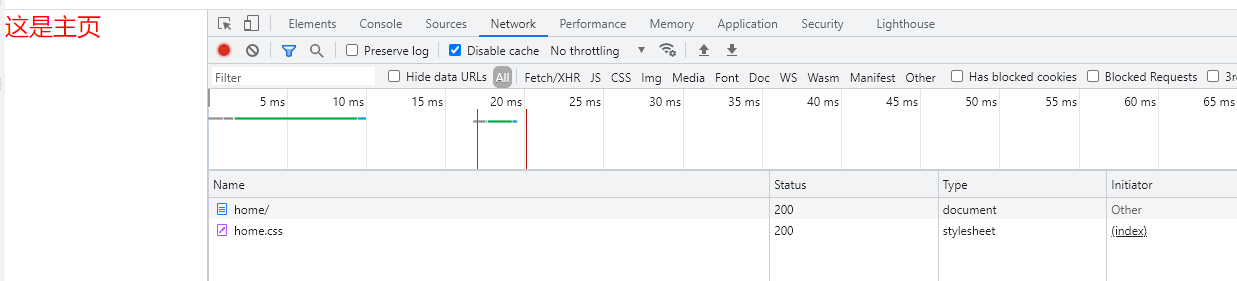 这是主页
Elements Console Sources Network Performance Memory Application Security Lighthouse
Preserve log Disable cache No throttling
Filter Hide data URLs All Fetch/XHR JS CSS Img Media Font Doc WS Wasm Manifest Other Has blocked cookies Blocked Requests 3r
5 ms 10 ms 15 ms 20 ms 25 ms 30 ms 35 ms 40 ms 45 ms 50 ms 55 ms 60 ms 65 ms
Name Status Type Initiator
home/ 200 document Other
home.css 200 stylesheet (index)